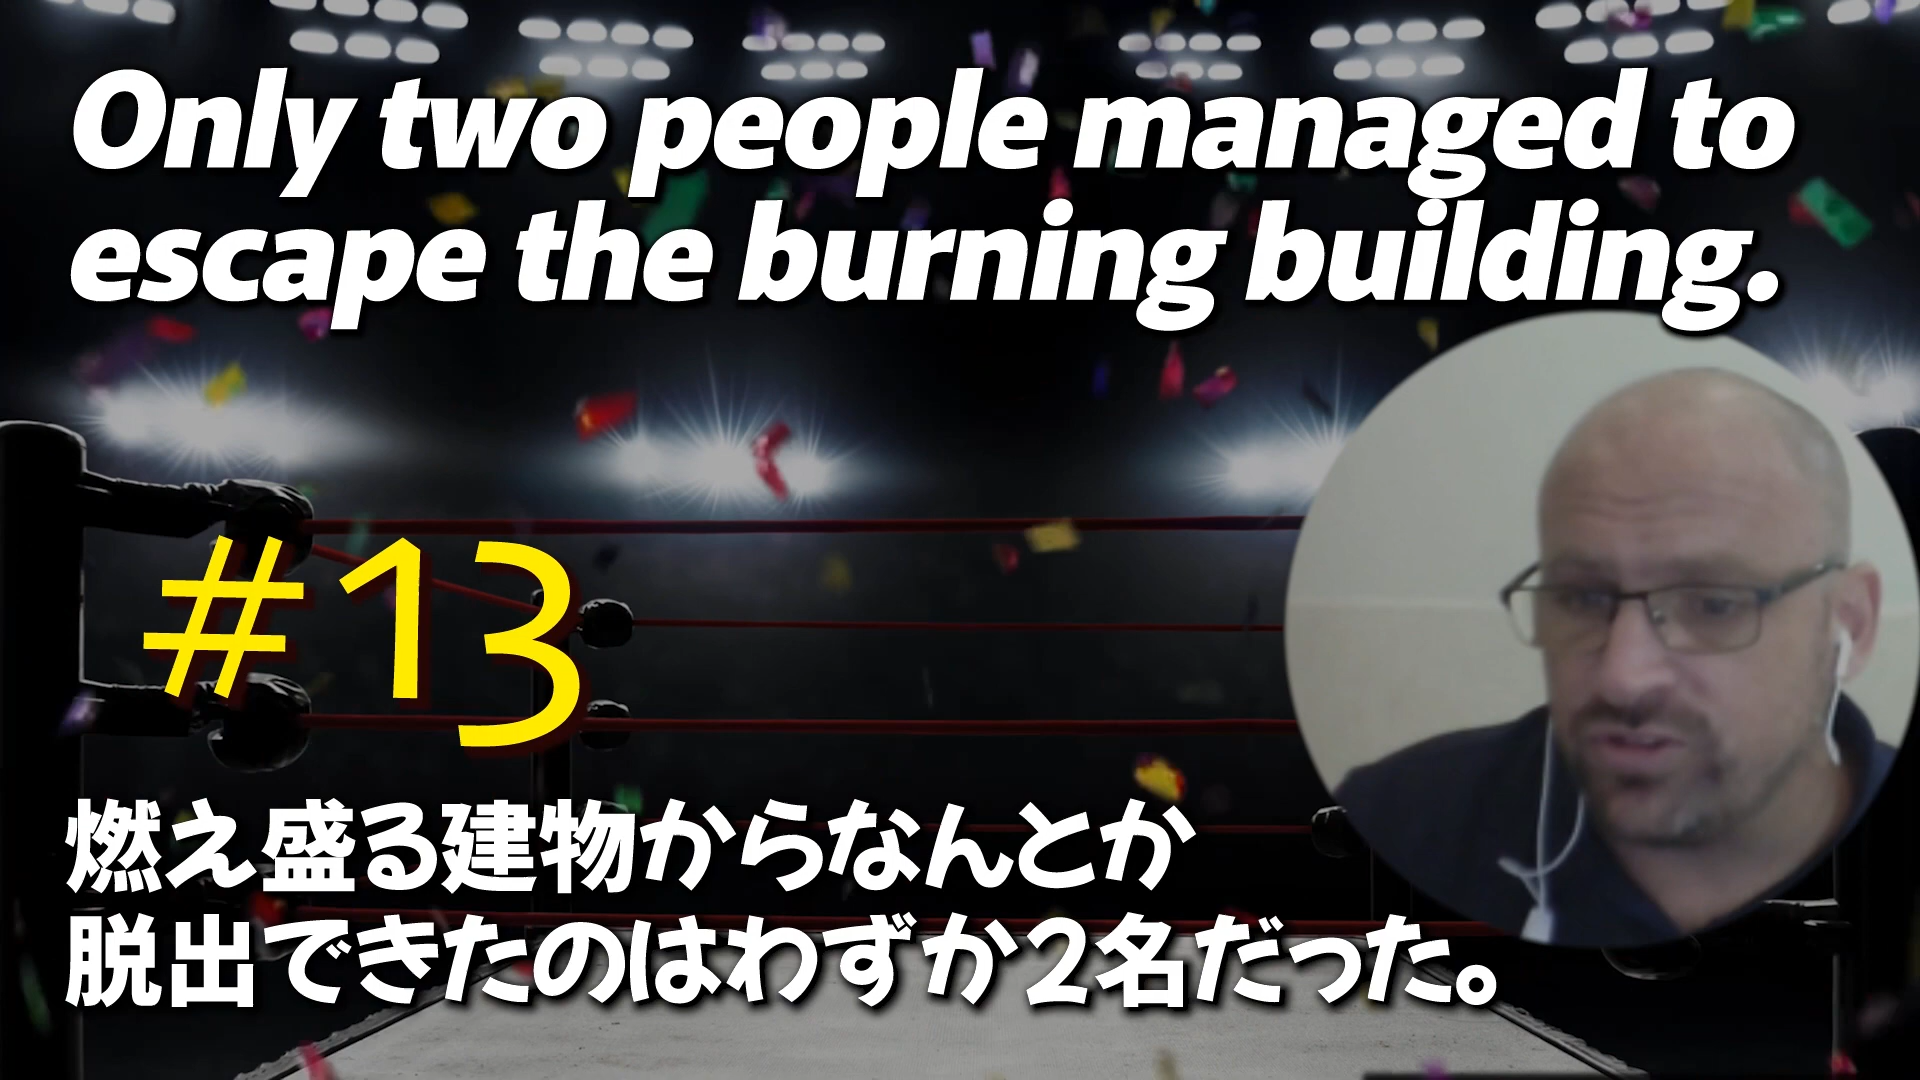 Only two people managed to
escape the burning building.
#13
燃え盛る建物からなんとか
脱出できたのはわずか2名だった。